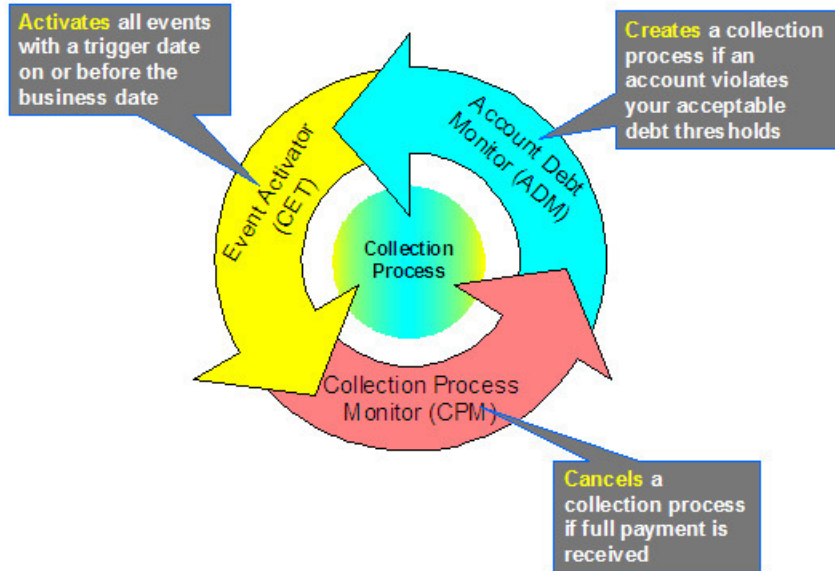 Activates all events
with a trigger date
on or before the
business date
Creates a collection
process if an
account violates
your acceptable
debt thresholds
Account Debt
Monitor (ADM)
Event Activator
(CET)
Collection
Process
Collection Process
Monitor (CPM)
Cancels a
collection process
if full payment is
received